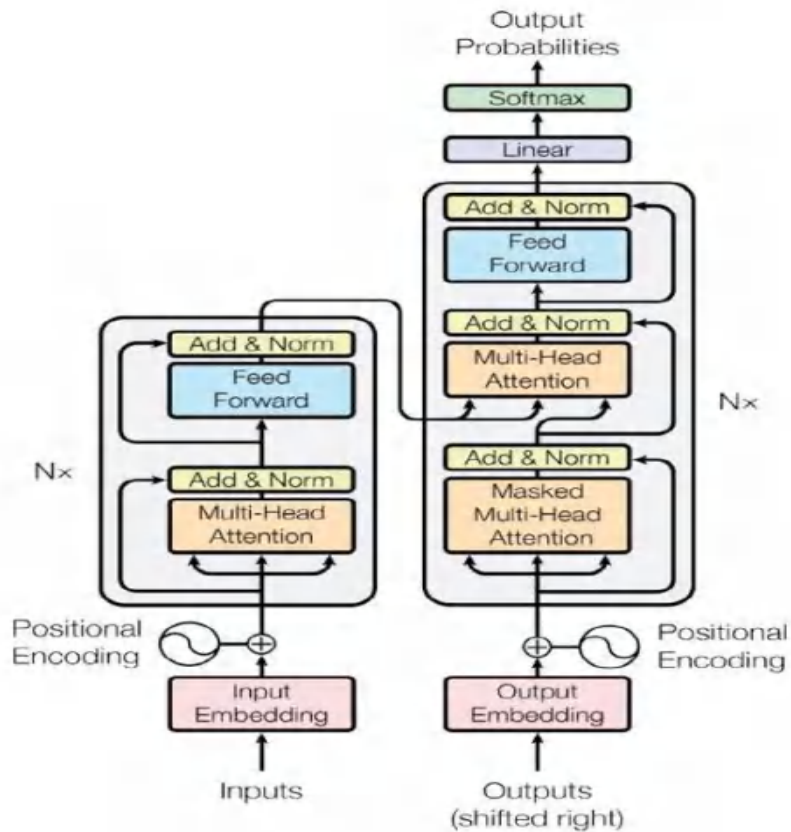 Output
Probabilities
Softmax
Linear
Add & Norm
Feed
Forward
Add & Norm
Multi-Head
Attention
Nx
Add & Norm
Masked
Multi-Head
Attention
Add & Norm
Feed
Forward
Nx
Add & Norm
Multi-Head
Attention
Positional
Encoding
Positional
Encoding
Input
Embedding
Output
Embedding
Inputs
Outputs
(shifted right)